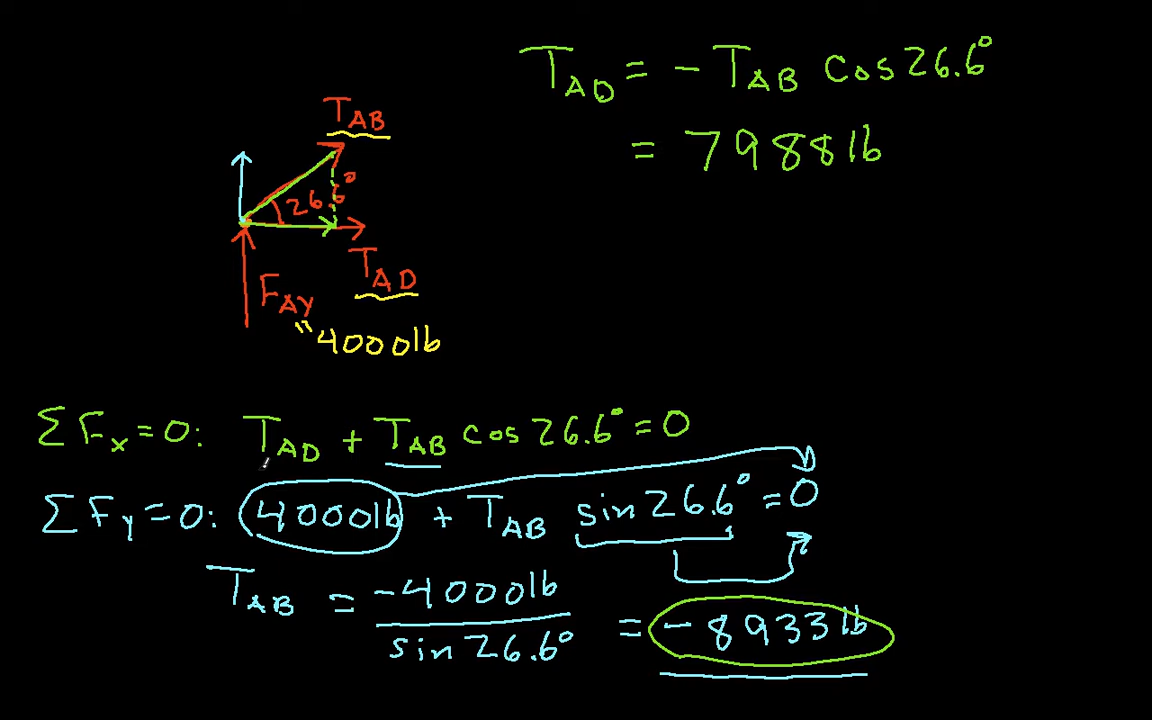 T_AD = - T_AB cos 26.6°
= 7988 lb
T_AB
26.6°
T_AD
F_AY
" 4000 lb
ΣF_x = 0: T_AD + T_AB cos 26.6° = 0
ΣF_y = 0: 4000 lb + T_AB sin 26.6° = 0
T_AB = -4000 lb / sin 26.6° = -8933 lb